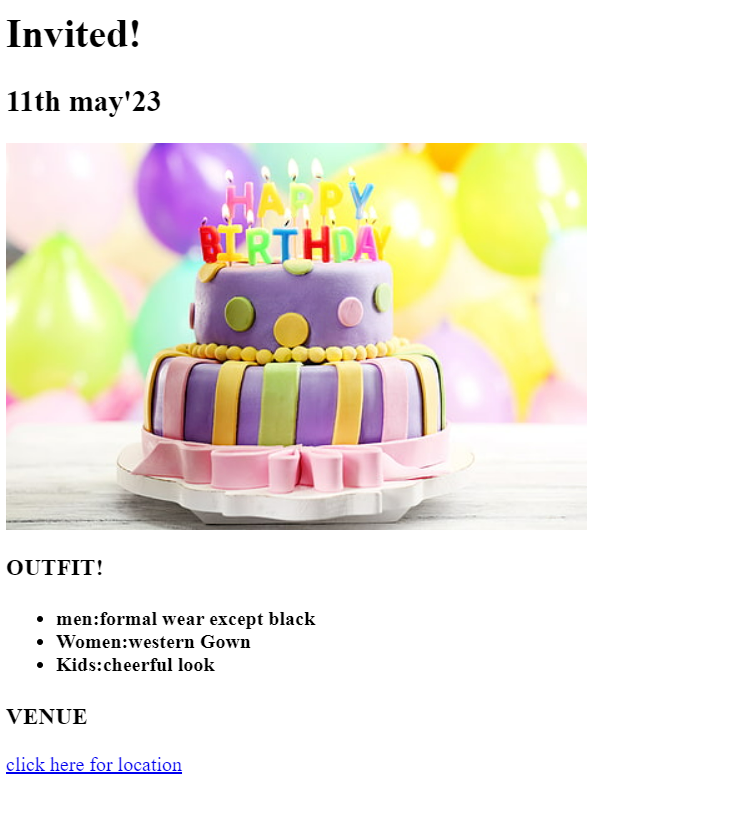 Invited!
11th may'23
HAPPY
BIRTHDAY
OUTFIT!
men:formal wear except black
Women:western Gown
Kids:cheerful look
VENUE
click here for location